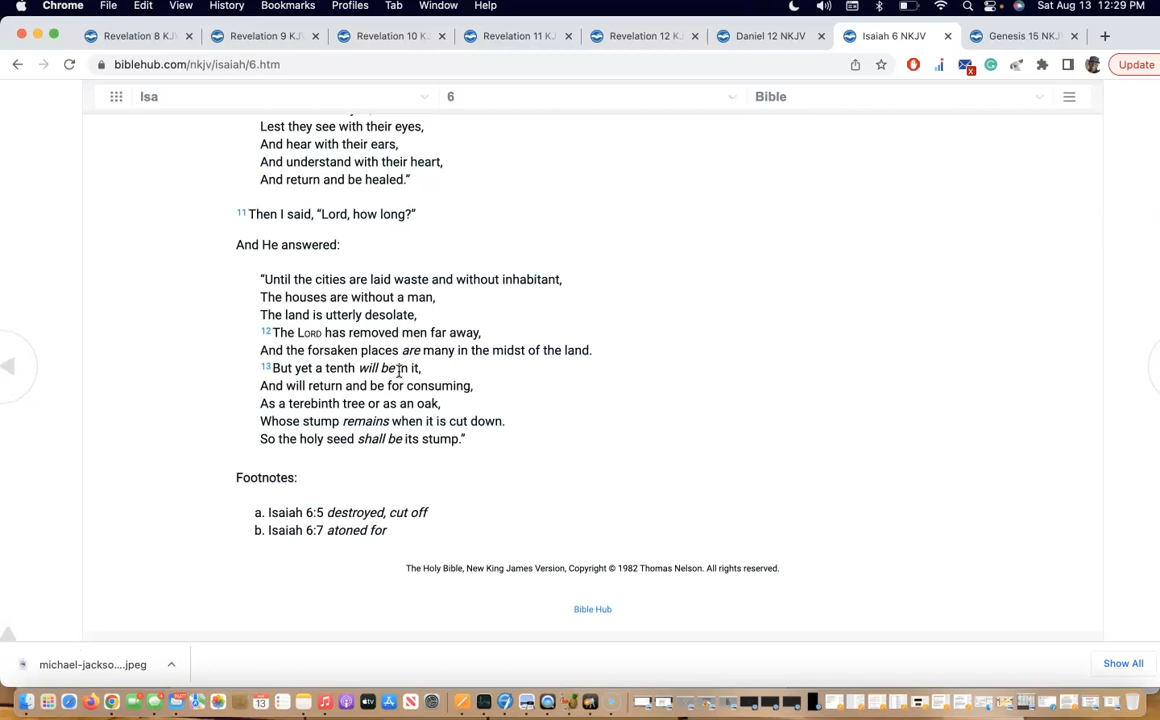 Chrome File Edit View History Bookmarks Profiles Tab Window Help Sat Aug 13 12:29 PM
Revelation 8 KJV Revelation 9 KJV Revelation 10 K Revelation 11 K Revelation 12 K Daniel 12 NKJV Isaiah 6 NKJV Genesis 15 NKJ
biblehub.com/nkjv/isaiah/6.htm Update
Isa 6 Bible
Lest they see with their eyes,
And hear with their ears,
And understand with their heart,
And return and be healed.”
11 Then I said, “Lord, how long?”
And He answered:
“Until the cities are laid waste and without inhabitant,
The houses are without a man,
The land is utterly desolate,
12 The LORD has removed men far away,
And the forsaken places are many in the midst of the land.
13 But yet a tenth will be in it,
And will return and be for consuming,
As a terebinth tree or as an oak,
Whose stump remains when it is cut down.
So the holy seed shall be its stump.”
Footnotes:
a. Isaiah 6:5 destroyed, cut off
b. Isaiah 6:7 atoned for
The Holy Bible, New King James Version, Copyright © 1982 Thomas Nelson. All rights reserved.
Bible Hub
michael-jackso....jpeg Show All